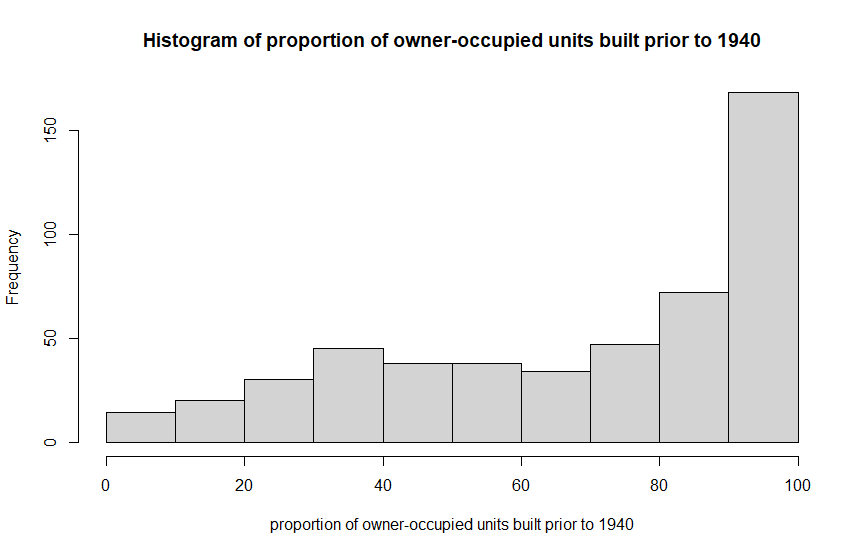 Histogram of proportion of owner-occupied units built prior to 1940
Frequency
150
100
50
0
0 20 40 60 80 100
proportion of owner-occupied units built prior to 1940